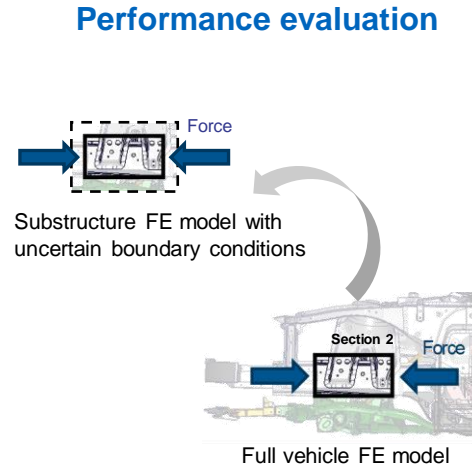 Performance evaluation
Force
Substructure FE model with
uncertain boundary conditions
Section 2
Force
Full vehicle FE model